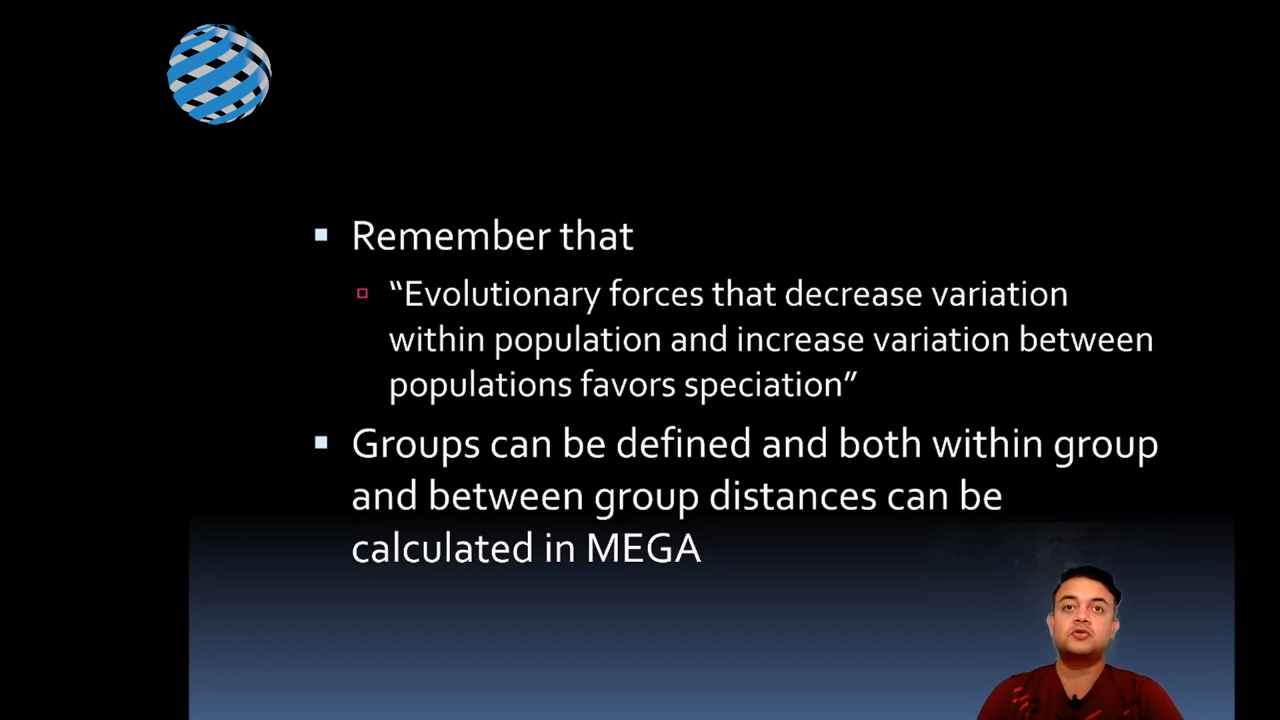 Remember that
“Evolutionary forces that decrease variation
within population and increase variation between
populations favors speciation”
Groups can be defined and both within group
and between group distances can be
calculated in MEGA